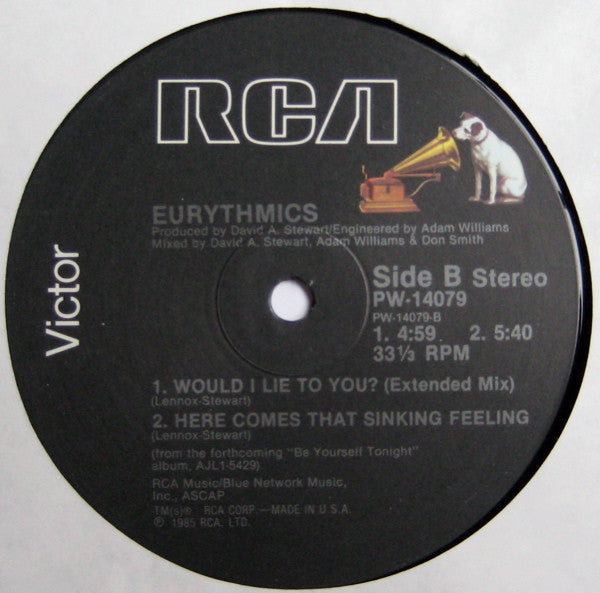 RCA
Victor
EURYTHMICS
Produced by David A. Stewart/Engineered by Adam Williams
Mixed by David A. Stewart, Adam Williams & Don Smith
Side B Stereo
PW-14079
PW-14079-B
1. 4:59 2. 5:40
33⅓ RPM
1. WOULD I LIE TO YOU? (Extended Mix)
(Lennox-Stewart)
2. HERE COMES THAT SINKING FEELING
(Lennox-Stewart)
(from the forthcoming "Be Yourself Tonight"
album, AJL1-5429)
RCA Music/Blue Network Music,
Inc., ASCAP
TM(s)® RCA CORP.—MADE IN U.S.A.
℗ 1985 RCA. LTD.